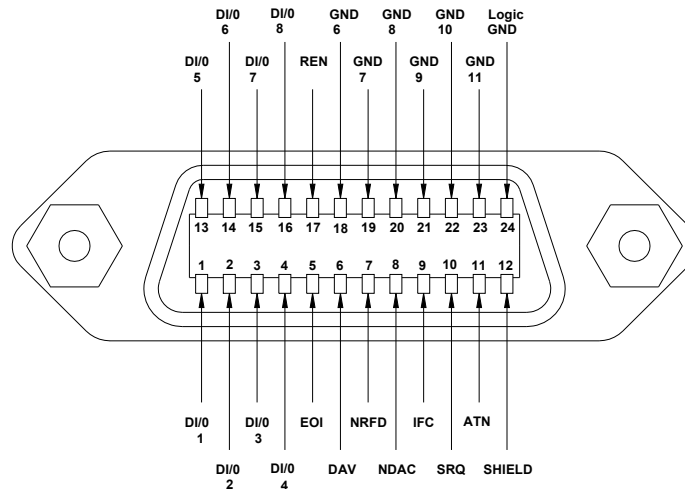 DI/0 DI/0 GND GND GND Logic
6 8 6 8 10 GND
DI/0 DI/0 REN GND GND GND
5 7 7 9 11
13 14 15 16 17 18 19 20 21 22 23 24
1 2 3 4 5 6 7 8 9 10 11 12
DI/0 DI/0 EOI NRFD IFC ATN
1 3
DI/0 DI/0 DAV NDAC SRQ SHIELD
2 4